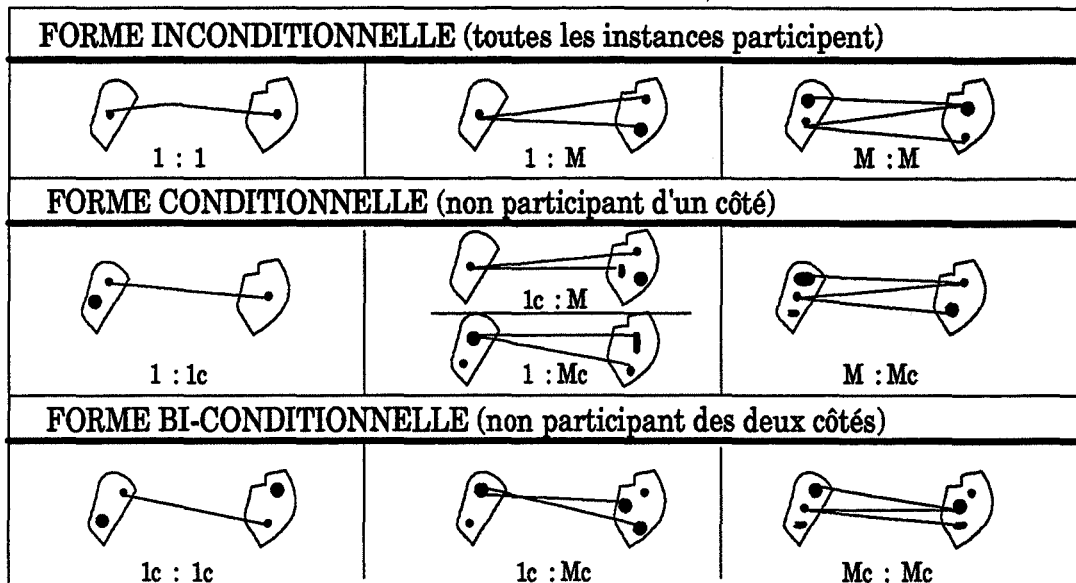 FORME INCONDITIONNELLE (toutes les instances participent)
1 : 1
1 : M
M : M
FORME CONDITIONNELLE (non participant d'un côté)
1 : 1c
1c : M
1 : Mc
M : Mc
FORME BI-CONDITIONNELLE (non participant des deux côtés)
1c : 1c
1c : Mc
Mc : Mc